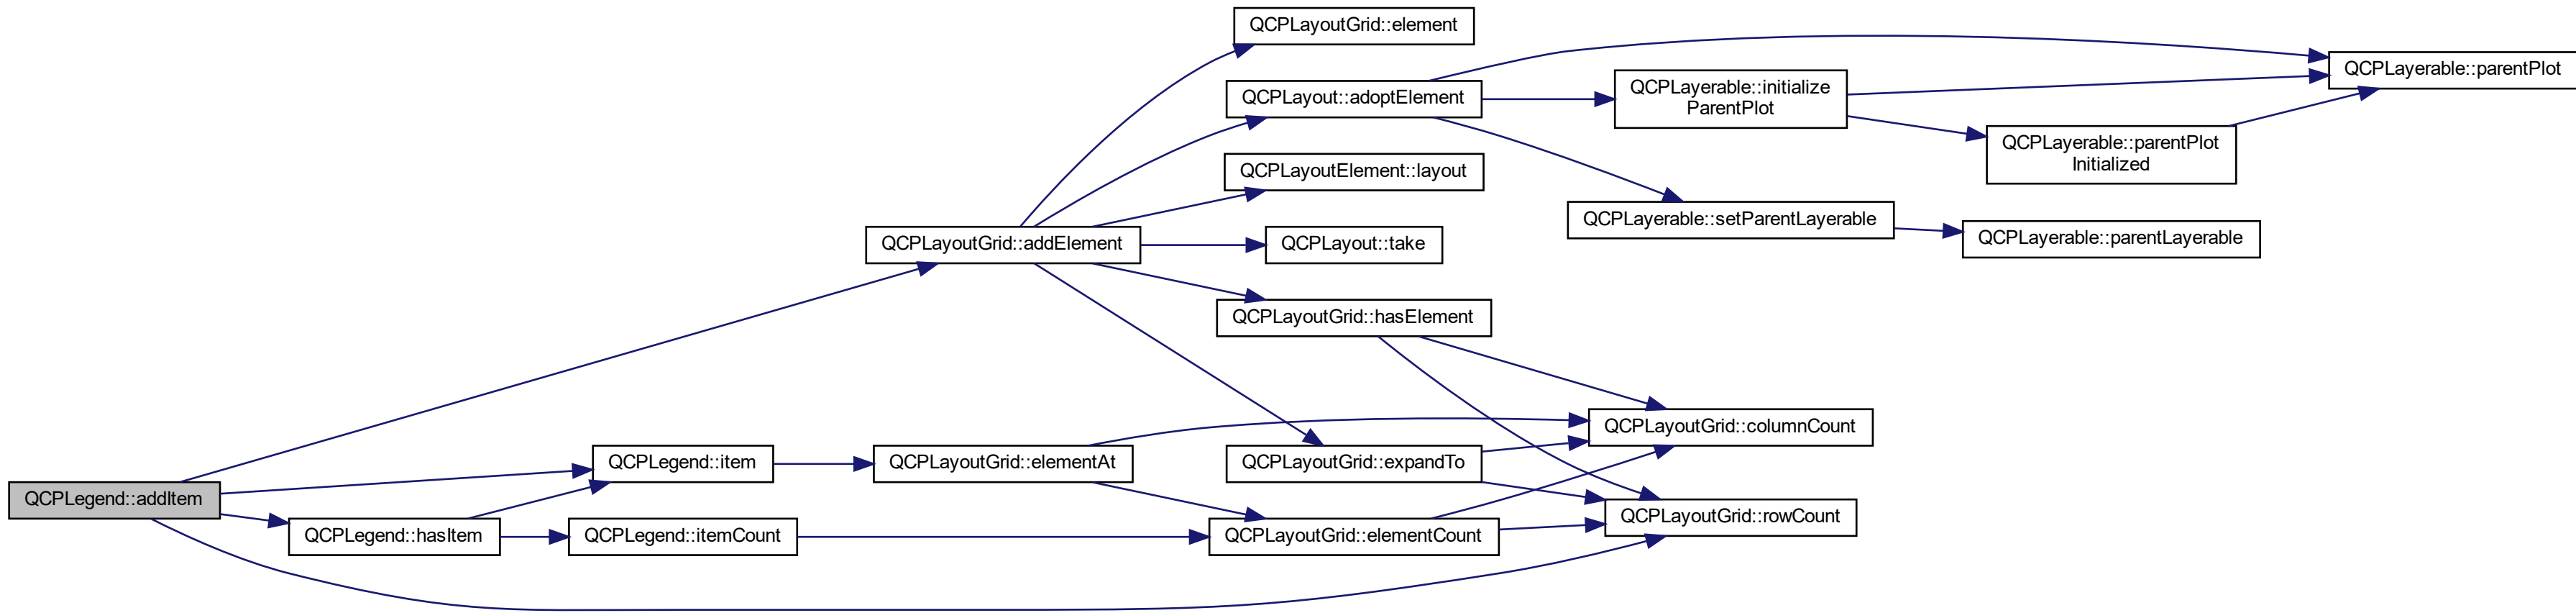 QCPLegend::addItem
QCPLayoutGrid::addElement
QCPLegend::item
QCPLegend::hasItem
QCPLegend::itemCount
QCPLayoutGrid::elementAt
QCPLayoutGrid::element
QCPLayout::adoptElement
QCPLayoutElement::layout
QCPLayout::take
QCPLayoutGrid::hasElement
QCPLayoutGrid::expandTo
QCPLayoutGrid::elementCount
QCPLayerable::initialize
ParentPlot
QCPLayerable::setParentLayerable
QCPLayoutGrid::columnCount
QCPLayoutGrid::rowCount
QCPLayerable::parentPlot
Initialized
QCPLayerable::parentLayerable
QCPLayerable::parentPlot